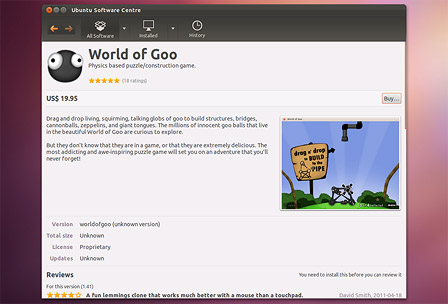 Ubuntu Software Centre
All Software
Installed
History
World of Goo
Physics based puzzle/construction game.
(18 ratings)
US$ 19.95
Buy...
Drag and drop living, squirming, talking globs of goo to build structures, bridges,
cannonballs, zeppelins, and giant tongues. The millions of innocent goo balls that live
in the beautiful World of Goo are curious to explore.
But they don't know that they are in a game, or that they are extremely delicious. The
most addicting and awe-inspiring puzzle game will set you on an adventure that you'll
never forget!
drag n' drop
to BUILD
to the
PIPE
Version worldofgoo (unknown version)
Total size Unknown
License Proprietary
Updates Unknown
Reviews
You need to install this before you can review it
For this version (1.41)
A fun lemmings clone that works much better with a mouse than a touchpad.
David Smith, 2011-04-18